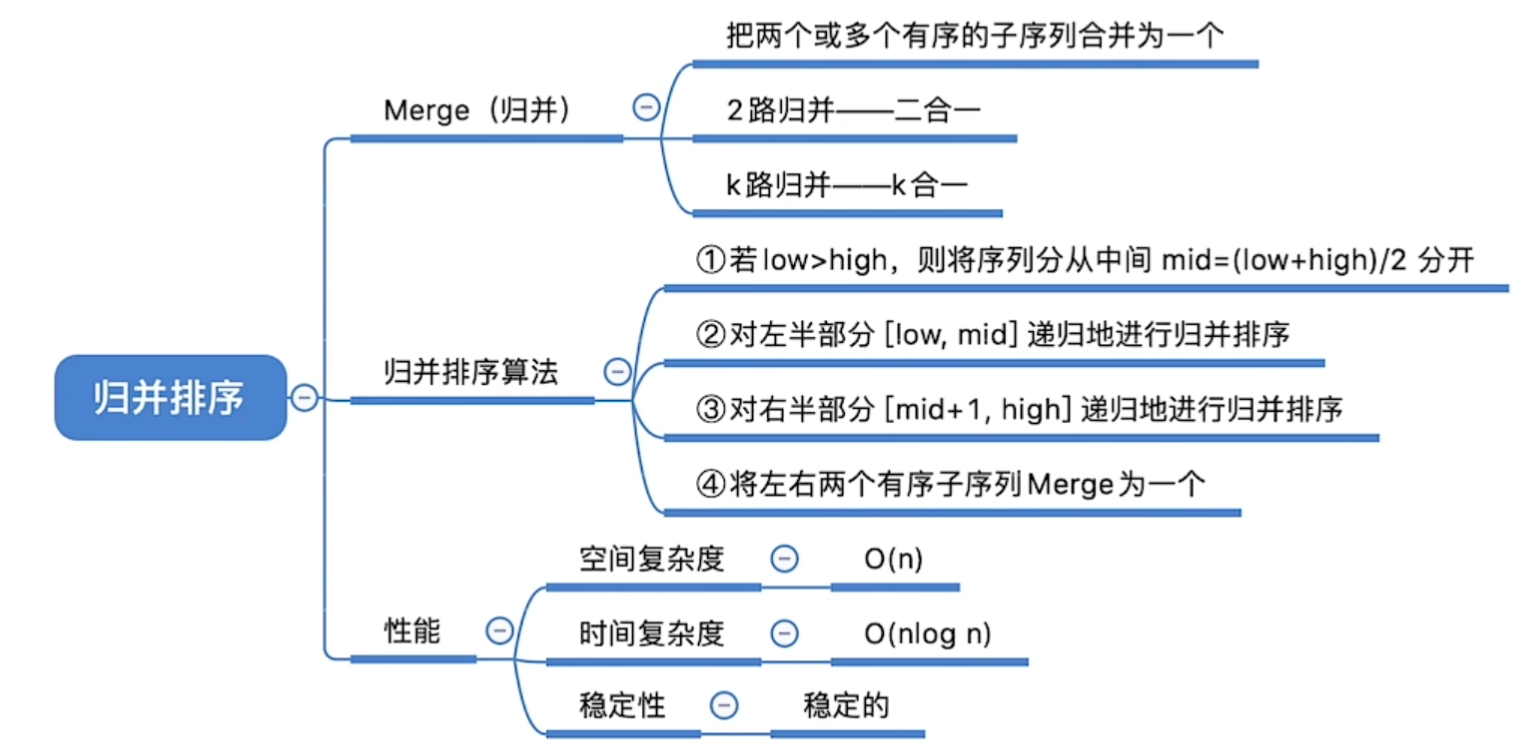 把两个或多个有序的子序列合并为一个
Merge（归并）
2路归并——二合一
k路归并——k合一
①若low>high，则将序列分从中间 mid=(low+high)/2 分开
②对左半部分 [low, mid] 递归地进行归并排序
归并排序算法
归并排序
③对右半部分 [mid+1, high] 递归地进行归并排序
④将左右两个有序子序列Merge为一个
空间复杂度
O(n)
性能
时间复杂度
O(nlog n)
稳定性
稳定的